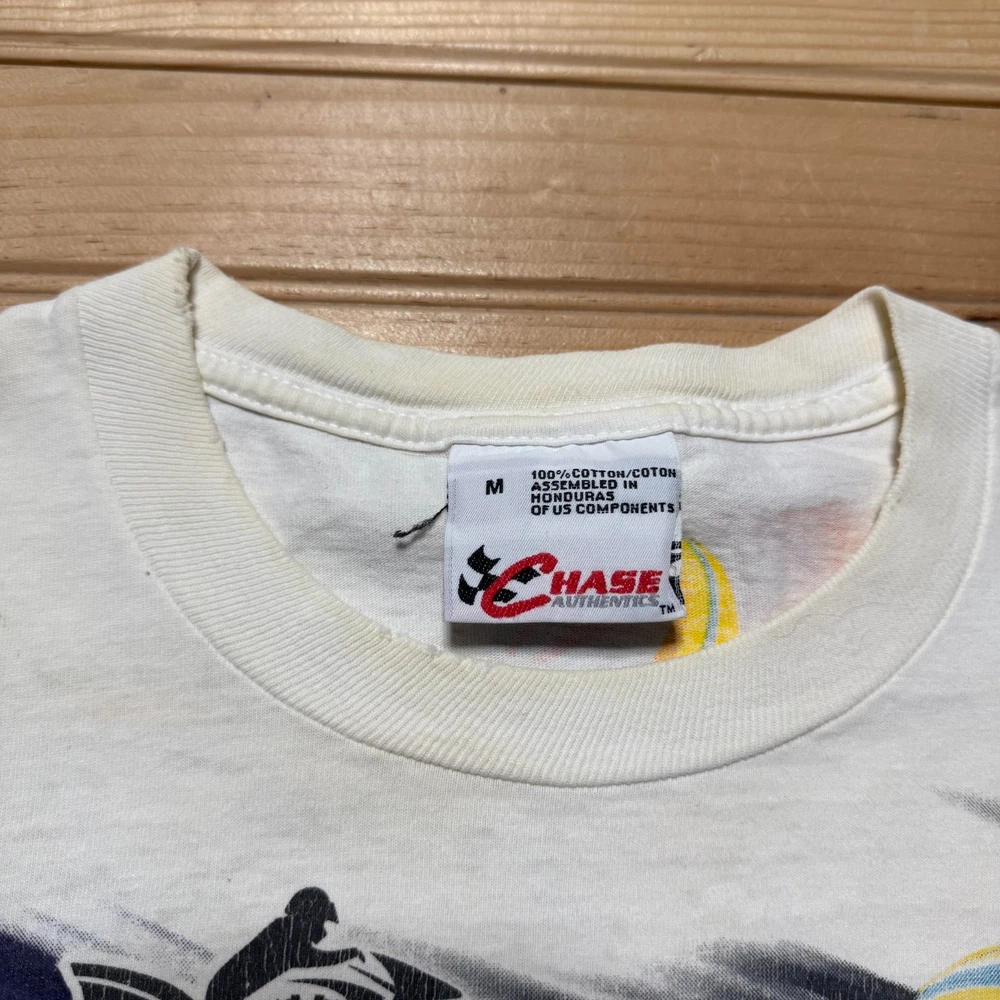 M
100% COTTON/COTON
ASSEMBLED IN
HONDURAS
OF US COMPONENTS
CHASE
AUTHENTICS
TM